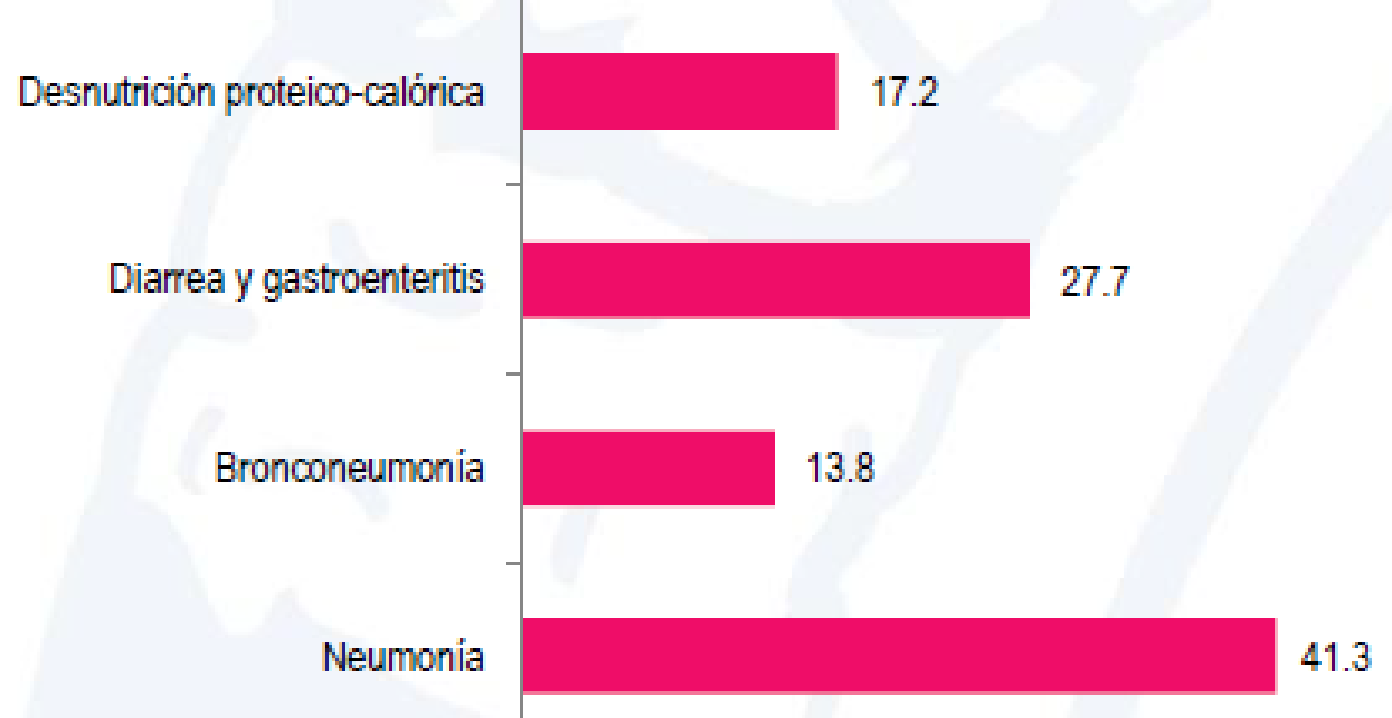 Desnutrición proteico-calórica 17.2
Diarrea y gastroenteritis 27.7
Bronconeumonía 13.8
Neumonía 41.3